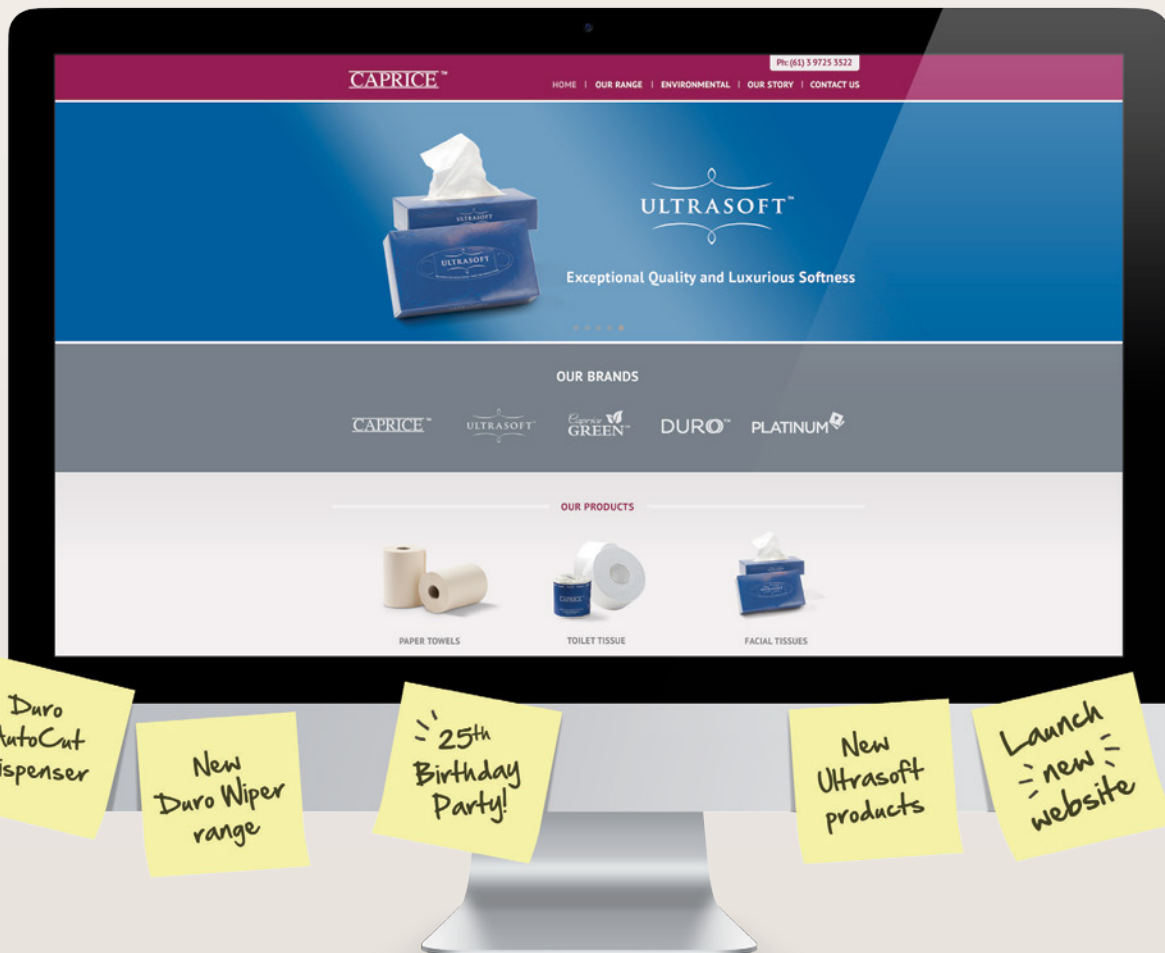 Ph: (61) 3 9725 3522
CAPRICE™
HOME | OUR RANGE | ENVIRONMENTAL | OUR STORY | CONTACT US
ULTRASOFT
ULTRASOFT
ULTRASOFT™
Exceptional Quality and Luxurious Softness
OUR BRANDS
CAPRICE™
ULTRASOFT™
Caprice
GREEN™
DURO™
PLATINUM
OUR PRODUCTS
CAPRICE
PAPER TOWELS
TOILET TISSUE
FACIAL TISSUES
Duro
AutoCut
ispenser
New
Duro Wiper
range
25th
Birthday
Party!
New
Ultrasoft
products
Launch
new
website